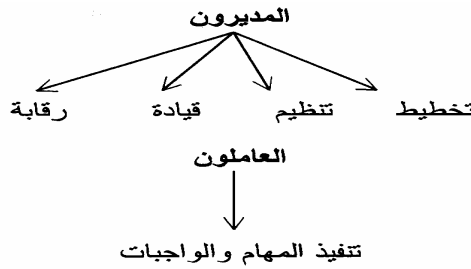 المديرون
تخطيط تنظيم قيادة رقابة
العاملون
تنفيذ المهام والواجبات